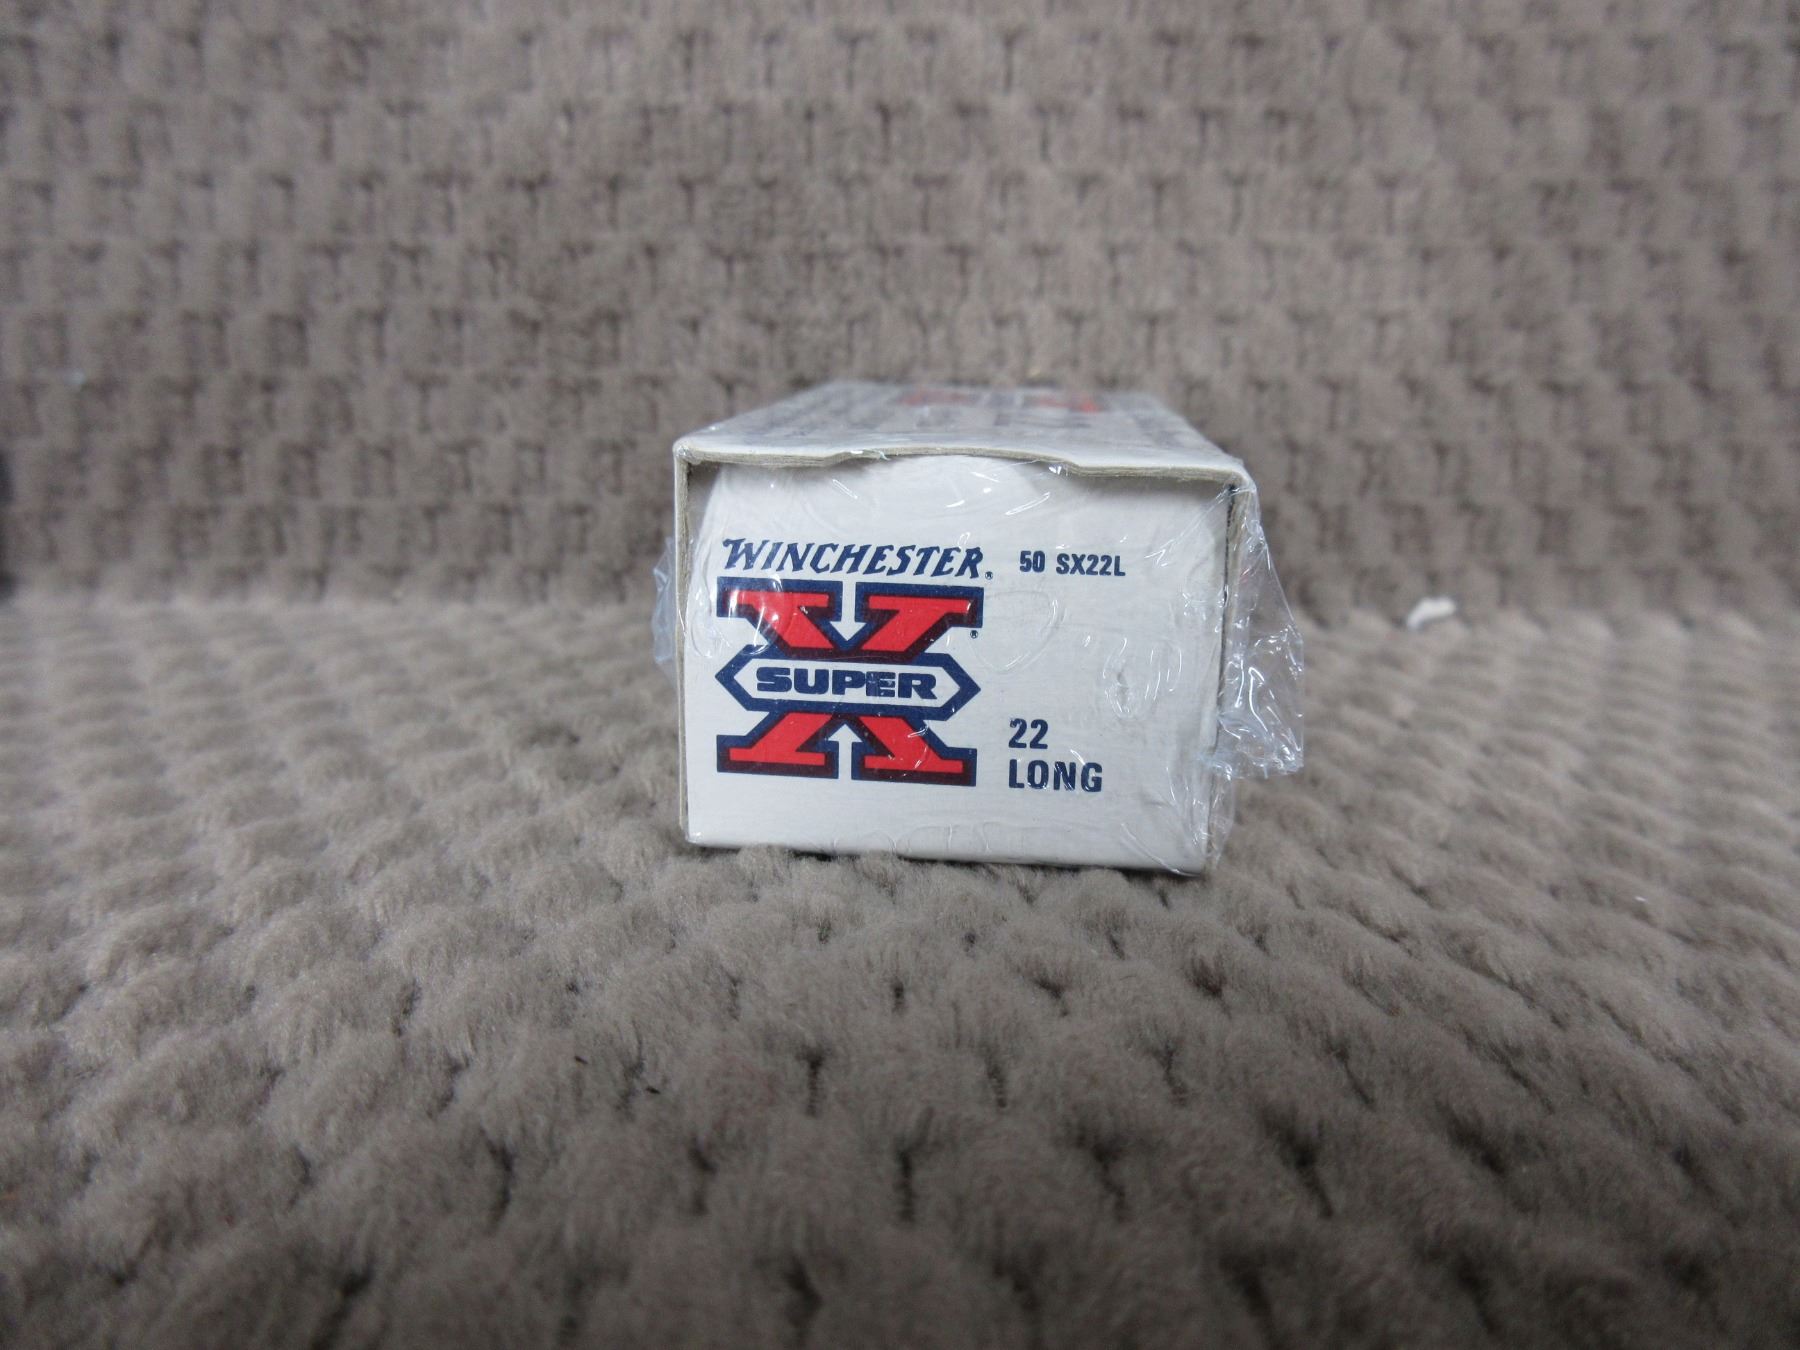 WINCHESTER® 50 SX22L
SUPER X®
22
LONG